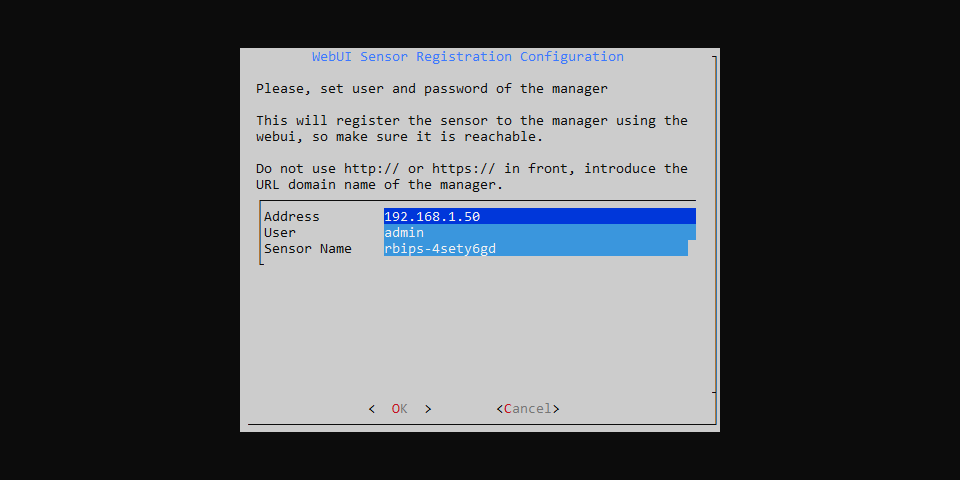 WebUI Sensor Registration Configuration
Please, set user and password of the manager
This will register the sensor to the manager using the
webui, so make sure it is reachable.
Do not use http:// or https:// in front, introduce the
URL domain name of the manager.
Address 192.168.1.50
User admin
Sensor Name rbips-4sety6gd
< OK > <Cancel>